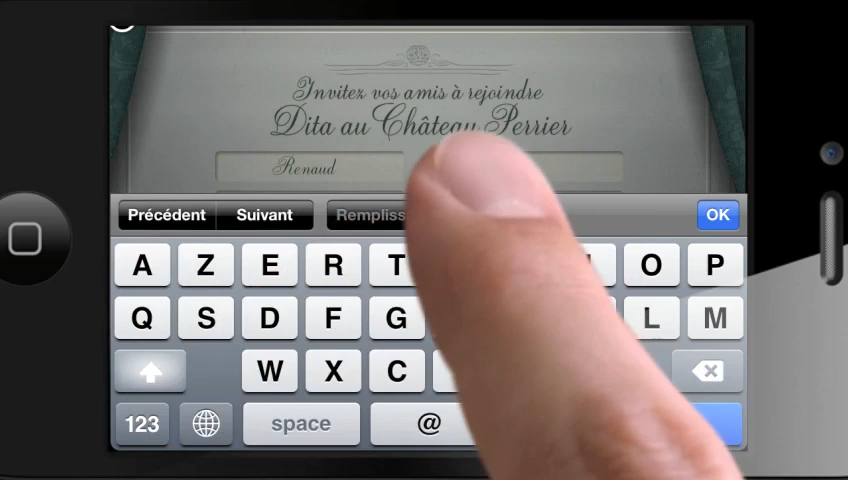 Invitez vos amis à rejoindre
Dita au Château Perrier
Renaud
Précédent Suivant OK
A Z E R T O P
Q S D F G L M
W X C
123 space @